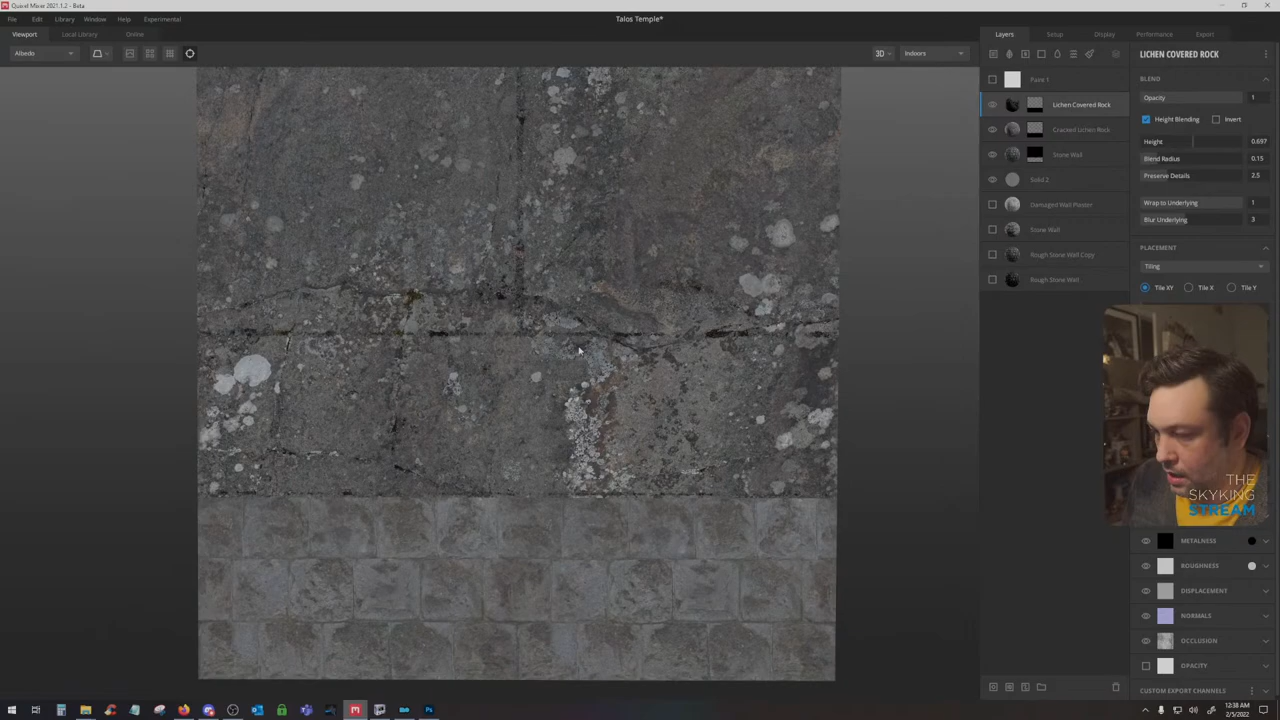 Quixel Mixer 2021.1.2 - Beta
File Edit Library Window Help Experimental
Talos Temple*
Viewport Local Library Online
Layers Setup Display Performance Export
Albedo
3D
Indoors
LICHEN COVERED ROCK
BLEND
Paint 1
Lichen Covered Rock
Cracked Lichen Rock
Stone Wall
Solid 2
Damaged Wall Plaster
Stone Wall
Rough Stone Wall Copy
Rough Stone Wall
Opacity 1
Height Blending Invert
Height 0.697
Blend Radius 0.15
Preserve Details 2.5
Wrap to Underlying 1
Blur Underlying 3
PLACEMENT
Tiling
Tile XY Tile X Tile Y
THE
SKYKING
STREAM
METALNESS
ROUGHNESS
DISPLACEMENT
NORMALS
OCCLUSION
OPACITY
CUSTOM EXPORT CHANNELS
12:38 AM
2/5/2022